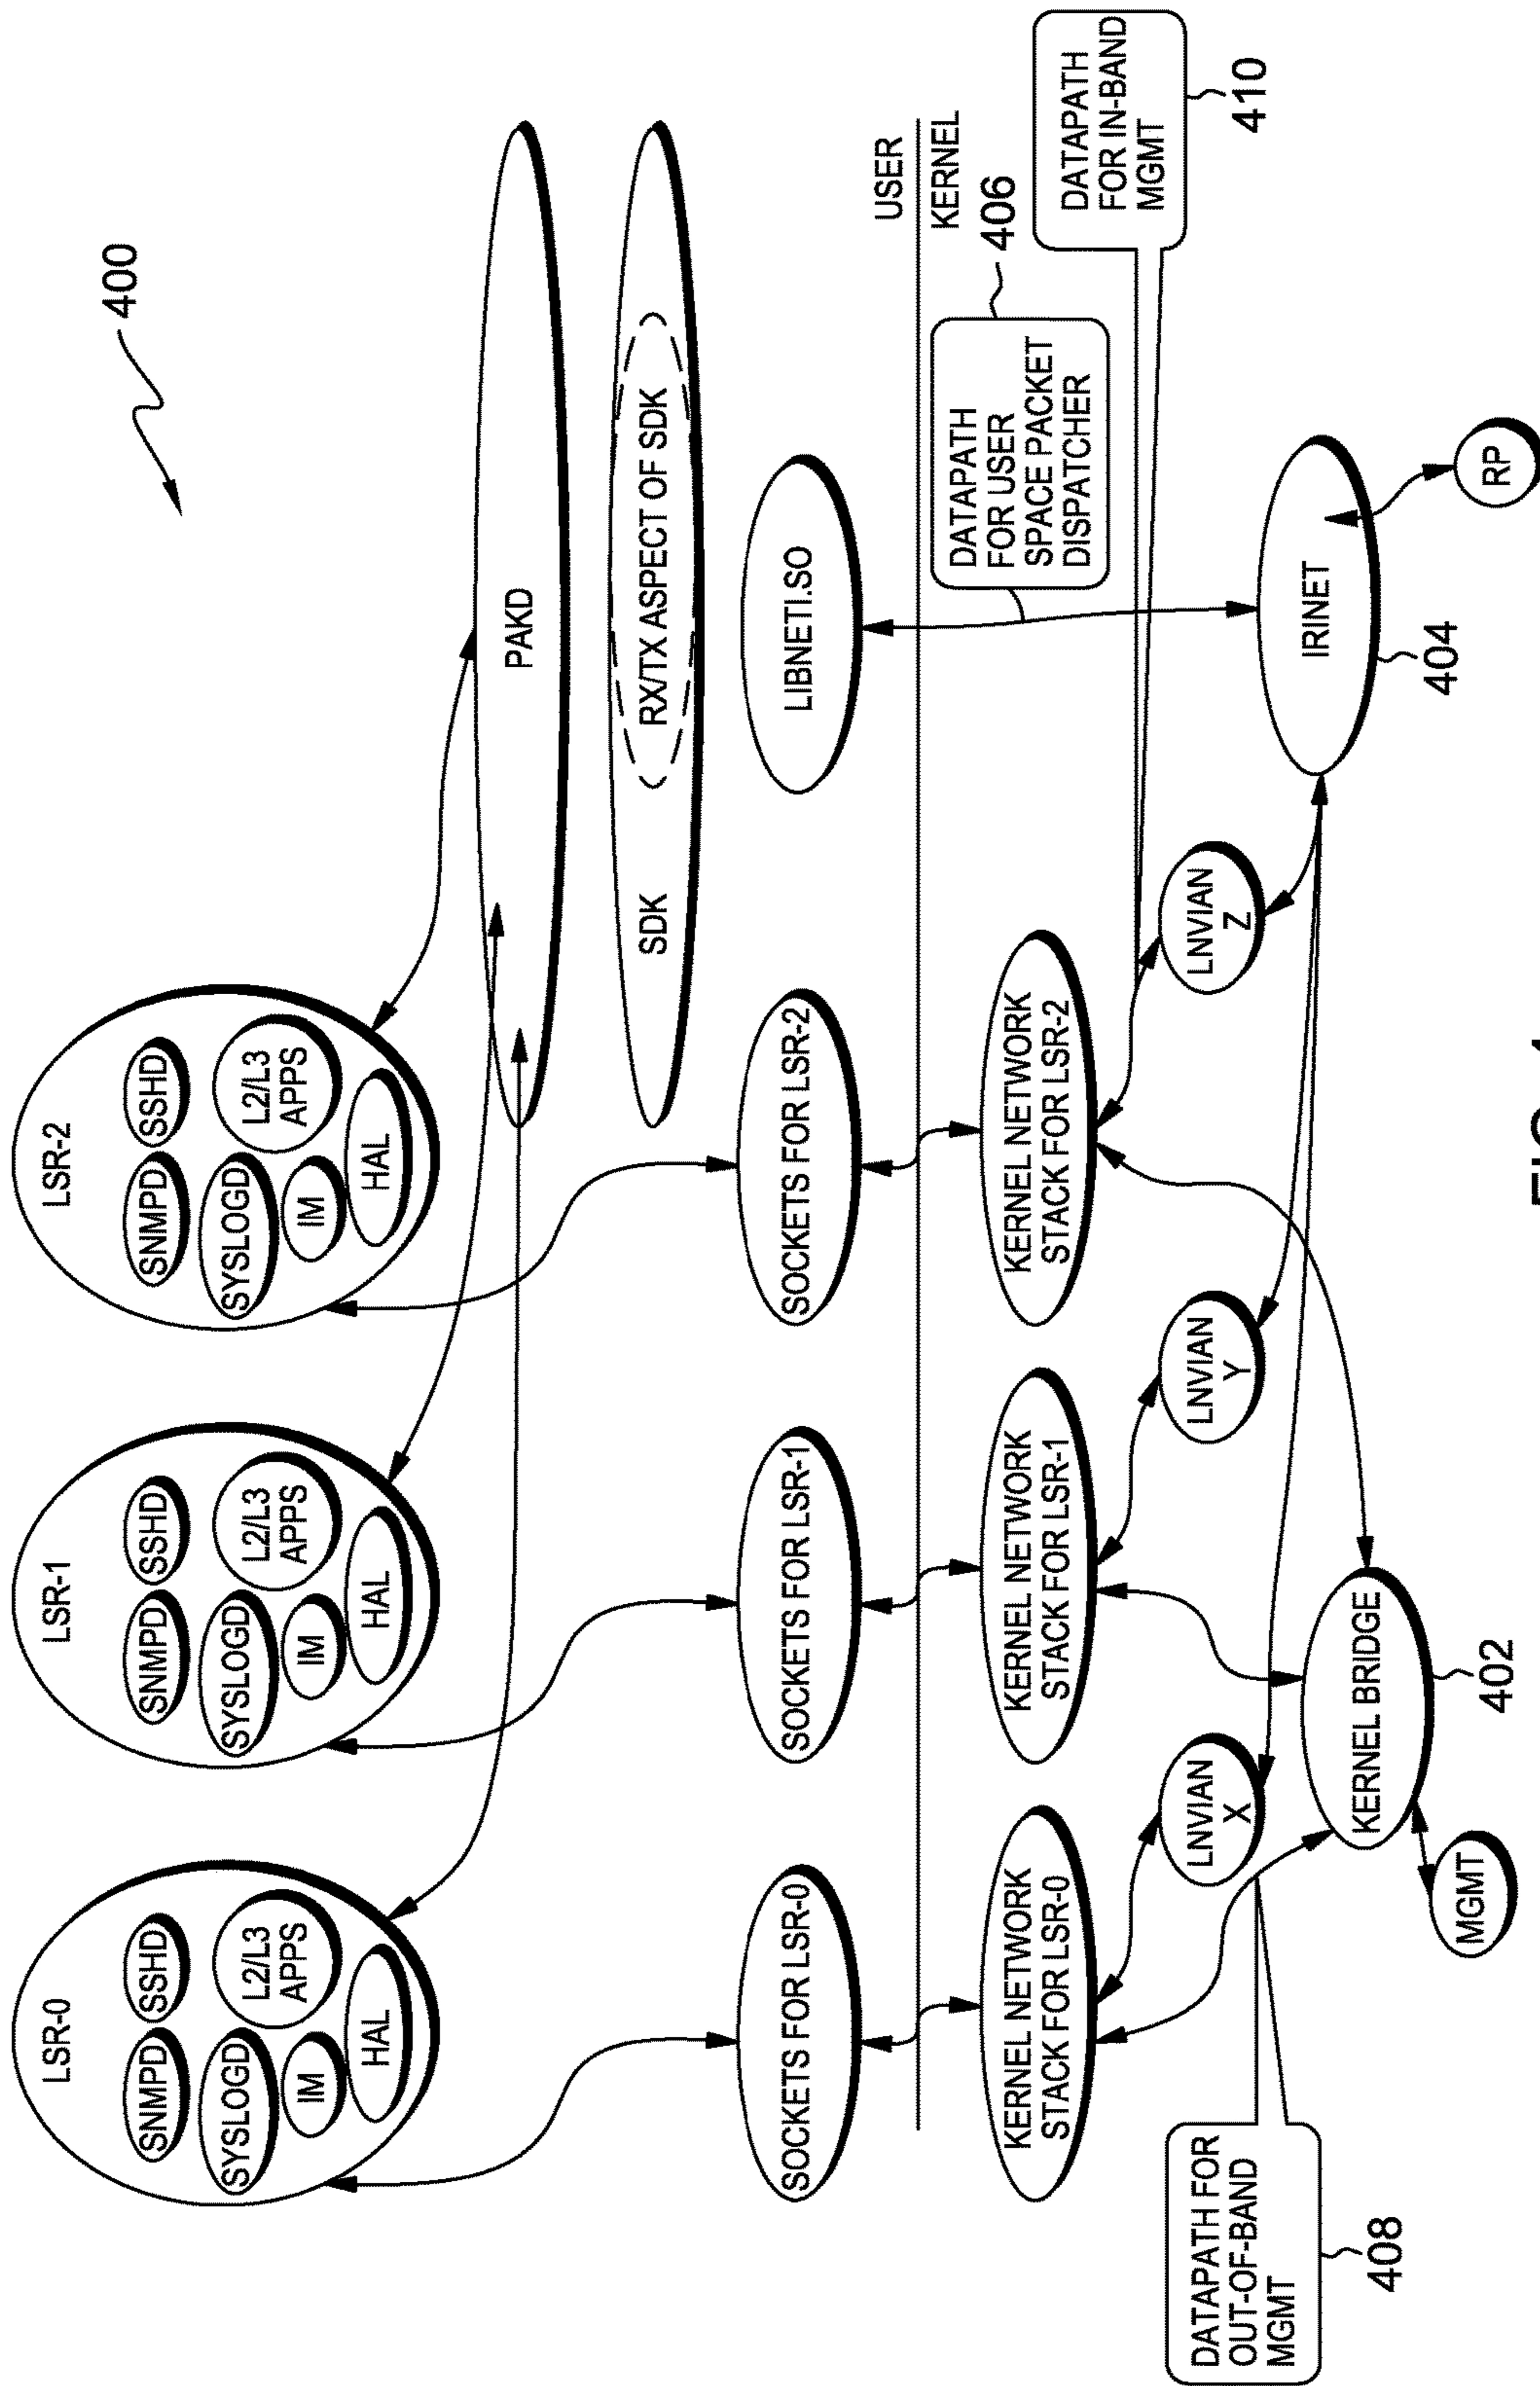 400
LSR-0
SNMPD
SSHD
SYSLOGD
L2/L3
APPS
IM
HAL
LSR-1
SNMPD
SSHD
SYSLOGD
L2/L3
APPS
IM
HAL
LSR-2
SNMPD
SSHD
SYSLOGD
L2/L3
APPS
IM
HAL
PAKD
SDK
RX/TX ASPECT OF SDK
SOCKETS FOR LSR-0
SOCKETS FOR LSR-1
SOCKETS FOR LSR-2
LIBNETI.SO
USER
KERNEL
DATAPATH
FOR USER
SPACE PACKET
DISPATCHER
406
KERNEL NETWORK
STACK FOR LSR-0
KERNEL NETWORK
STACK FOR LSR-1
KERNEL NETWORK
STACK FOR LSR-2
DATAPATH
FOR IN-BAND
MGMT
410
DATAPATH FOR
OUT-OF-BAND
MGMT
408
LNVIAN
X
LNVIAN
Y
LNVIAN
Z
KERNEL BRIDGE
402
IRINET
404
MGMT
RP